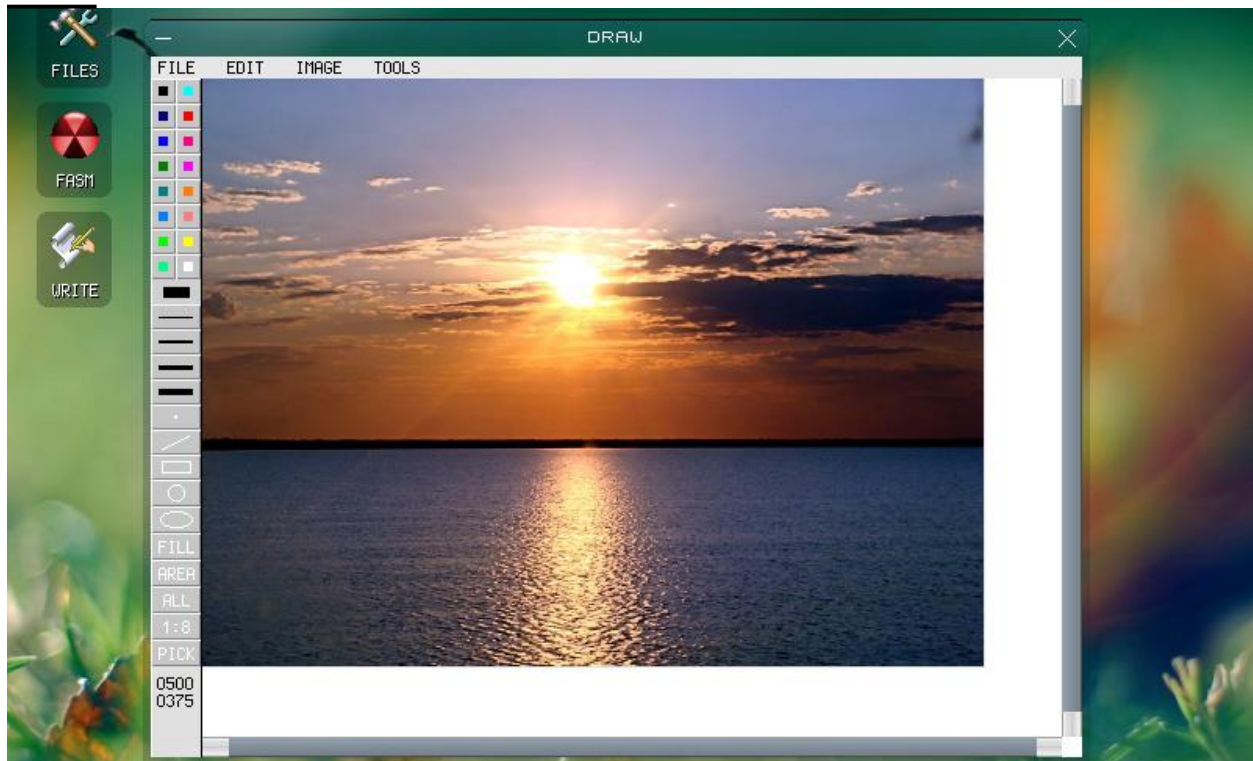 DRAW
FILE EDIT IMAGE TOOLS
FILES
FASM
WRITE
FILL
AREA
ALL
1:8
PICK
0500
0375